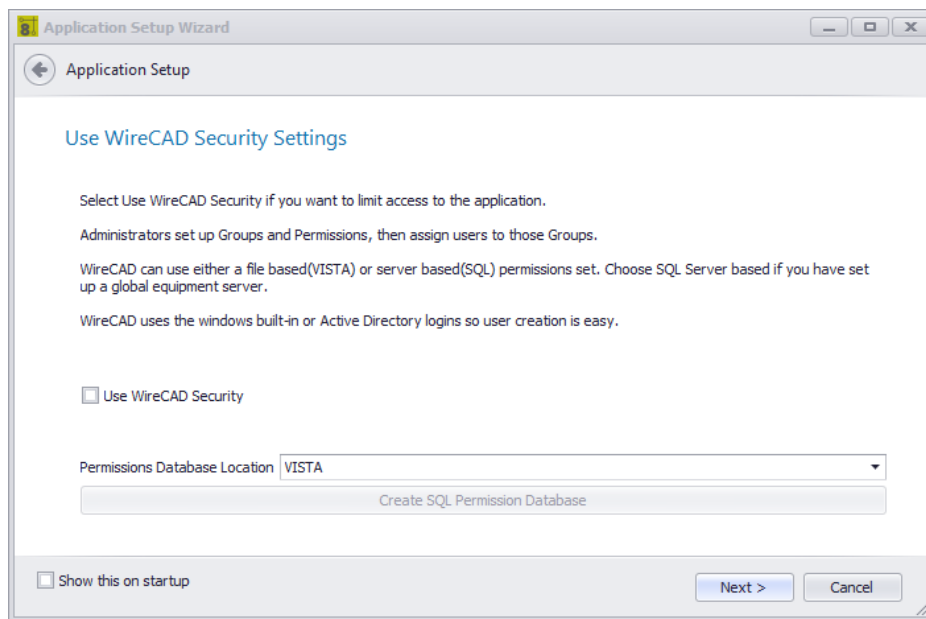 8
Application Setup Wizard
Application Setup
Use WireCAD Security Settings
Select Use WireCAD Security if you want to limit access to the application.
Administrators set up Groups and Permissions, then assign users to those Groups.
WireCAD can use either a file based(VISTA) or server based(SQL) permissions set. Choose SQL Server based if you have set
up a global equipment server.
WireCAD uses the windows built-in or Active Directory logins so user creation is easy.
Use WireCAD Security
Permissions Database Location VISTA
Create SQL Permission Database
Show this on startup
Next >
Cancel